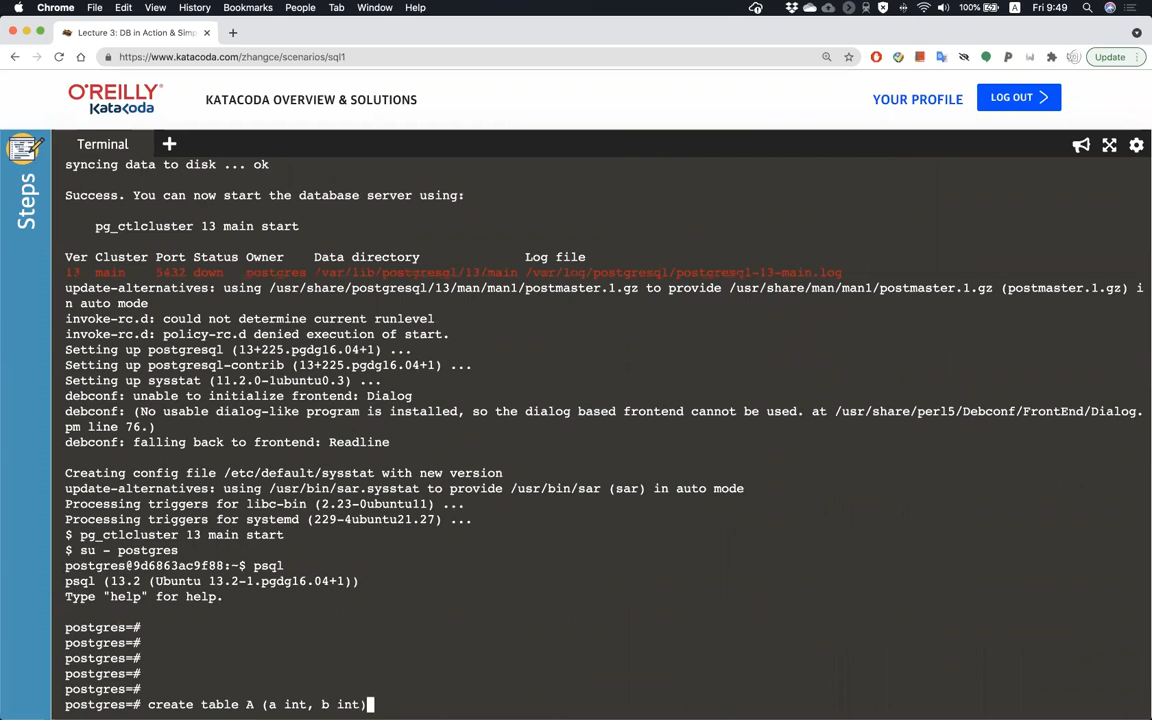 Chrome File Edit View History Bookmarks People Tab Window Help 100% A Fri 9:49
Lecture 3: DB in Action & Simp
https://www.katacoda.com/zhangce/scenarios/sql1 Update
O'REILLY KATACODA OVERVIEW & SOLUTIONS YOUR PROFILE LOG OUT
KataKoda
Terminal
Steps
syncing data to disk ... ok
Success. You can now start the database server using:
pg_ctlcluster 13 main start
Ver Cluster Port Status Owner Data directory Log file
13 main 5432 down postgres /var/lib/postgresql/13/main /var/log/postgresql/postgresql-13-main.log
update-alternatives: using /usr/share/postgresql/13/man/man1/postmaster.1.gz to provide /usr/share/man/man1/postmaster.1.gz (postmaster.1.gz) i
n auto mode
invoke-rc.d: could not determine current runlevel
invoke-rc.d: policy-rc.d denied execution of start.
Setting up postgresql (13+225.pgdg16.04+1) ...
Setting up postgresql-contrib (13+225.pgdg16.04+1) ...
Setting up sysstat (11.2.0-1ubuntu0.3) ...
debconf: unable to initialize frontend: Dialog
debconf: (No usable dialog-like program is installed, so the dialog based frontend cannot be used. at /usr/share/perl5/Debconf/FrontEnd/Dialog.
pm line 76.)
debconf: falling back to frontend: Readline
Creating config file /etc/default/sysstat with new version
update-alternatives: using /usr/bin/sar.sysstat to provide /usr/bin/sar (sar) in auto mode
Processing triggers for libc-bin (2.23-0ubuntu11) ...
Processing triggers for systemd (229-4ubuntu21.27) ...
$ pg_ctlcluster 13 main start
$ su - postgres
postgres@9d6863ac9f88:~$ psql
psql (13.2 (Ubuntu 13.2-1.pgdg16.04+1))
Type "help" for help.
postgres=#
postgres=#
postgres=#
postgres=#
postgres=#
postgres=# create table A (a int, b int)